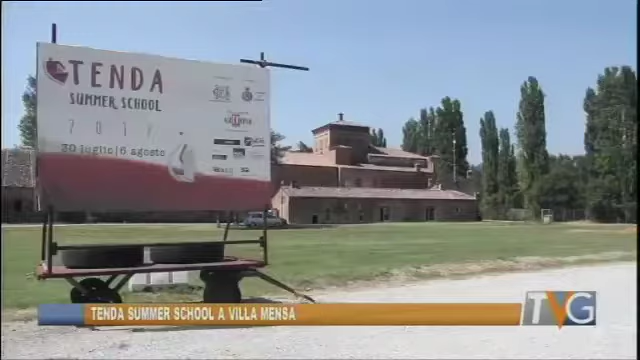 TENDA
SUMMER SCHOOL
30 luglio | 6 agosto
TENDA SUMMER SCHOOL A VILLA MENSA
TVG